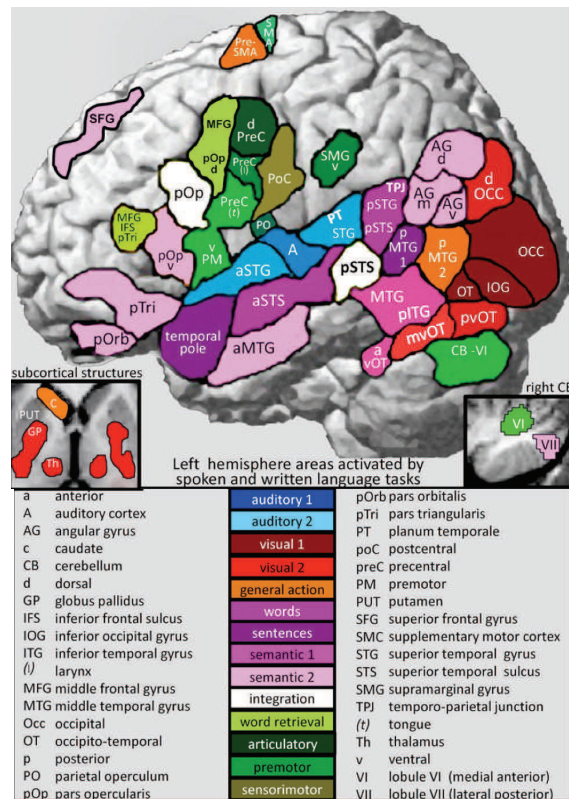 S
M
A
Pre-
SMA
SFG
MFG
pOp
d
d
PreC
PreC
(i)
PoC
SMG
v
pOp
PreC
(t)
PO
MFG
IFS
pTri
pOp
v
v
PM
A
PT
STG
TPJ
pSTG
pSTS
p
MTG
1
AG
d
AG
m
AG
v
d
OCC
OCC
p
MTG
2
OT
IOG
aSTG
aSTS
pSTS
MTG
pITG
mvOT
pvOT
a
vOT
CB -VI
pTri
pOrb
temporal
pole
aMTG
subcortical structures
right CB
C
PUT
GP
Th
VI
VII
Left hemisphere areas activated by
spoken and written language tasks
a anterior
A auditory cortex
AG angular gyrus
c caudate
CB cerebellum
d dorsal
GP globus pallidus
IFS inferior frontal sulcus
IOG inferior occipital gyrus
ITG inferior temporal gyrus
(i) larynx
MFG middle frontal gyrus
MTG middle temporal gyrus
Occ occipital
OT occipito-temporal
p posterior
PO parietal operculum
pOp pars opercularis
auditory 1
auditory 2
visual 1
visual 2
general action
words
sentences
semantic 1
semantic 2
integration
word retrieval
articulatory
premotor
sensorimotor
pOrb pars orbitalis
pTri pars triangularis
PT planum temporale
poC postcentral
preC precentral
PM premotor
PUT putamen
SFG superior frontal gyrus
SMC supplementary motor cortex
STG superior temporal gyrus
STS superior temporal sulcus
SMG supramarginal gyrus
TPJ temporo-parietal junction
(t) tongue
Th thalamus
v ventral
VI lobule VI (medial anterior)
VII lobule VII (lateral posterior)